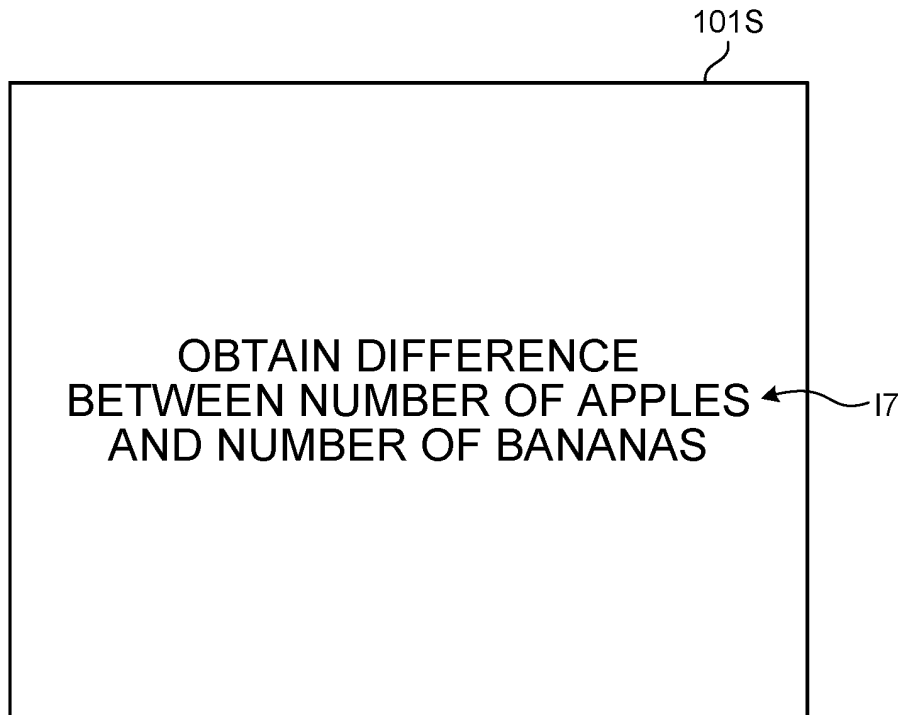 101S
OBTAIN DIFFERENCE
BETWEEN NUMBER OF APPLES
I7
AND NUMBER OF BANANAS